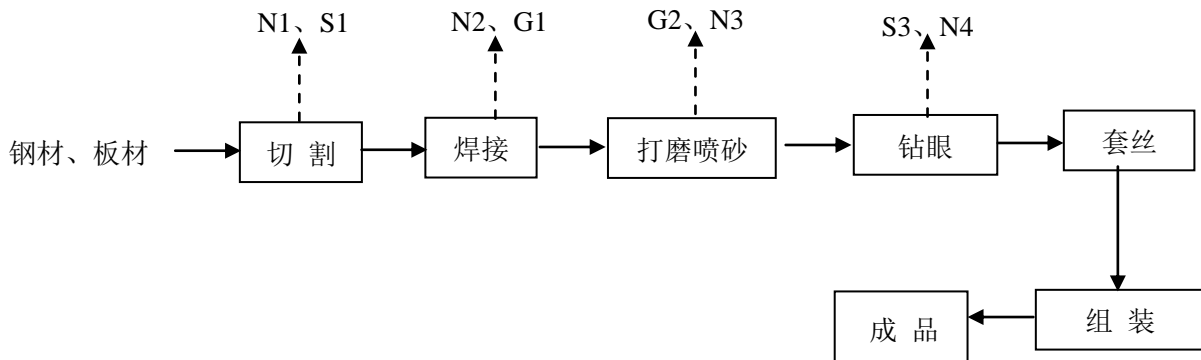 N1、S1
N2、G1
G2、N3
S3、N4
钢材、板材
切 割
焊接
打磨喷砂
钻眼
套丝
成 品
组 装